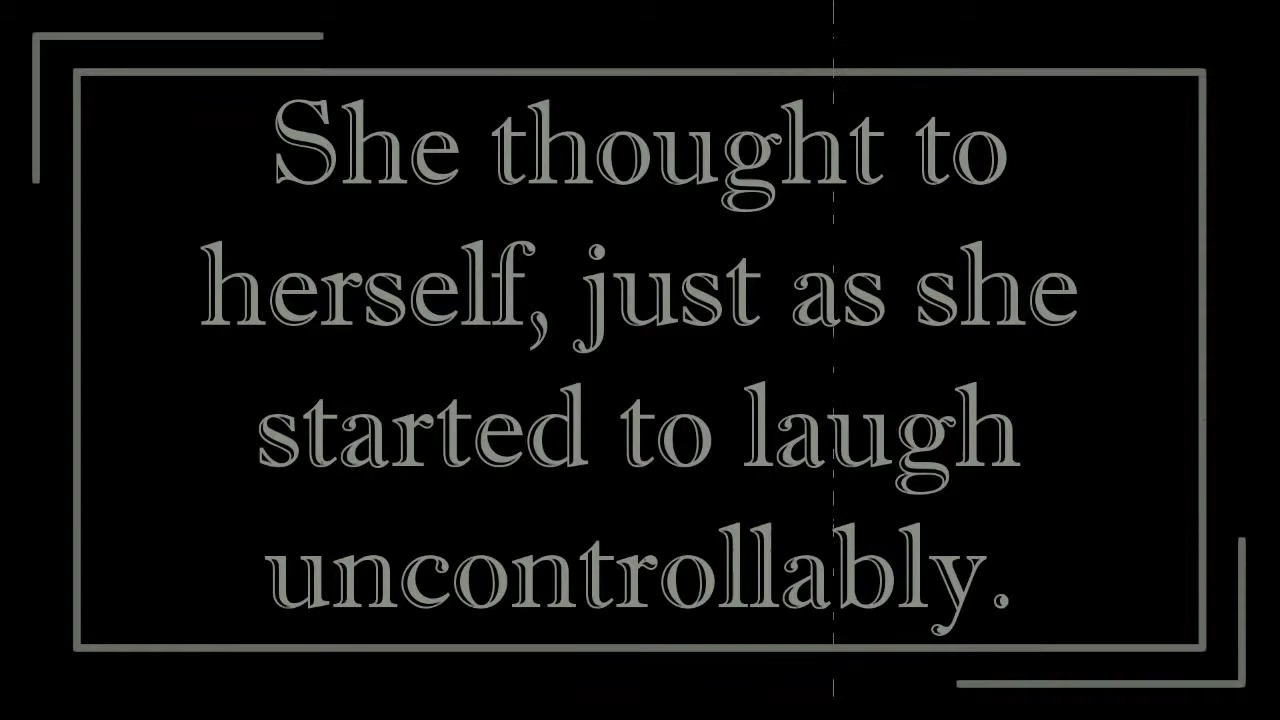 She thought to
herself, just as she
started to laugh
uncontrollably.